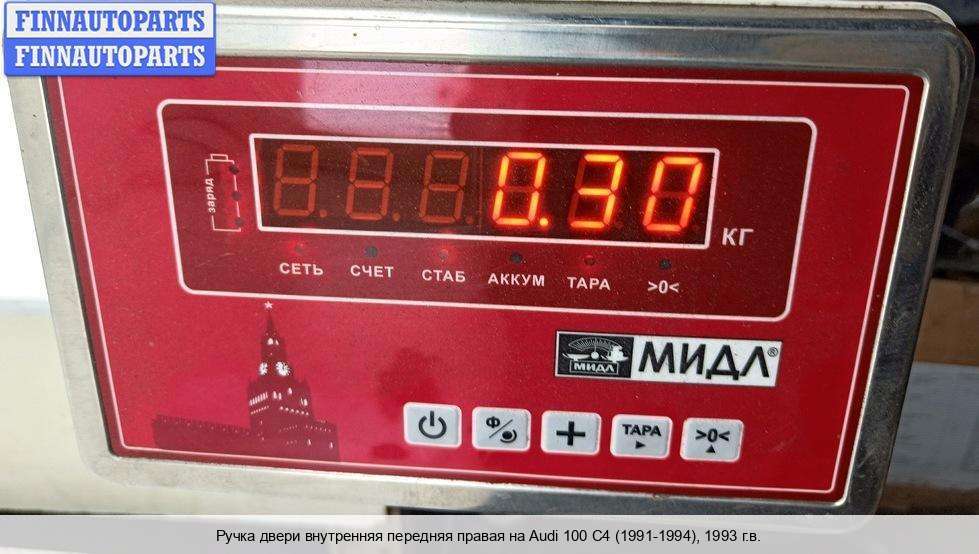 FINNAUTOPARTS
FINNAUTOPARTS
заряд
0.30
КГ
СЕТЬ СЧЕТ СТАБ АККУМ ТАРА >0<
МИДЛ
МИДЛ®
Ф ТАРА >0<
Ручка двери внутренняя передняя правая на Audi 100 C4 (1991-1994), 1993 г.в.